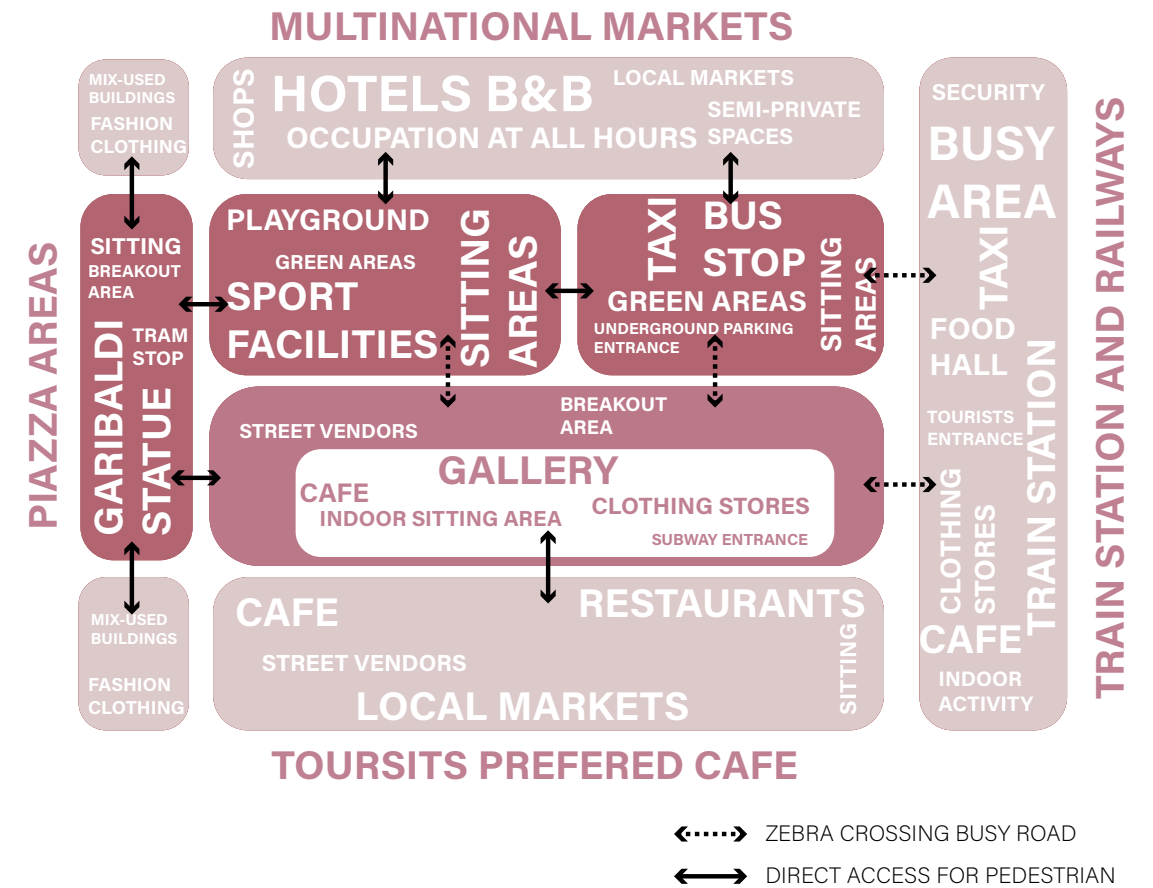 MULTINATIONAL MARKETS
MIX-USED
BUILDINGS
FASHION
CLOTHING
SHOPS
HOTELS B&B
LOCAL MARKETS
SEMI-PRIVATE
SPACES
OCCUPATION AT ALL HOURS
PIAZZA AREAS
SITTING
BREAKOUT
AREA
TRAM
STOP
GARIBALDI
STATUE
PLAYGROUND
GREEN AREAS
SPORT
FACILITIES
SITTING
AREAS
TAXI
BUS
STOP
GREEN AREAS
UNDERGROUND PARKING
ENTRANCE
SITTING
AREAS
STREET VENDORS
BREAKOUT
AREA
GALLERY
CAFE
INDOOR SITTING AREA
CLOTHING STORES
SUBWAY ENTRANCE
MIX-USED
BUILDINGS
FASHION
CLOTHING
CAFE
RESTAURANTS
STREET VENDORS
LOCAL MARKETS
SITTING
SECURITY
BUSY
AREA
TAXI
FOOD
HALL
TOURISTS
ENTRANCE
TRAIN STATION
CLOTHING
STORES
CAFE
INDOOR
ACTIVITY
TRAIN STATION AND RAILWAYS
TOURSITS PREFERED CAFE
ZEBRA CROSSING BUSY ROAD
DIRECT ACCESS FOR PEDESTRIAN